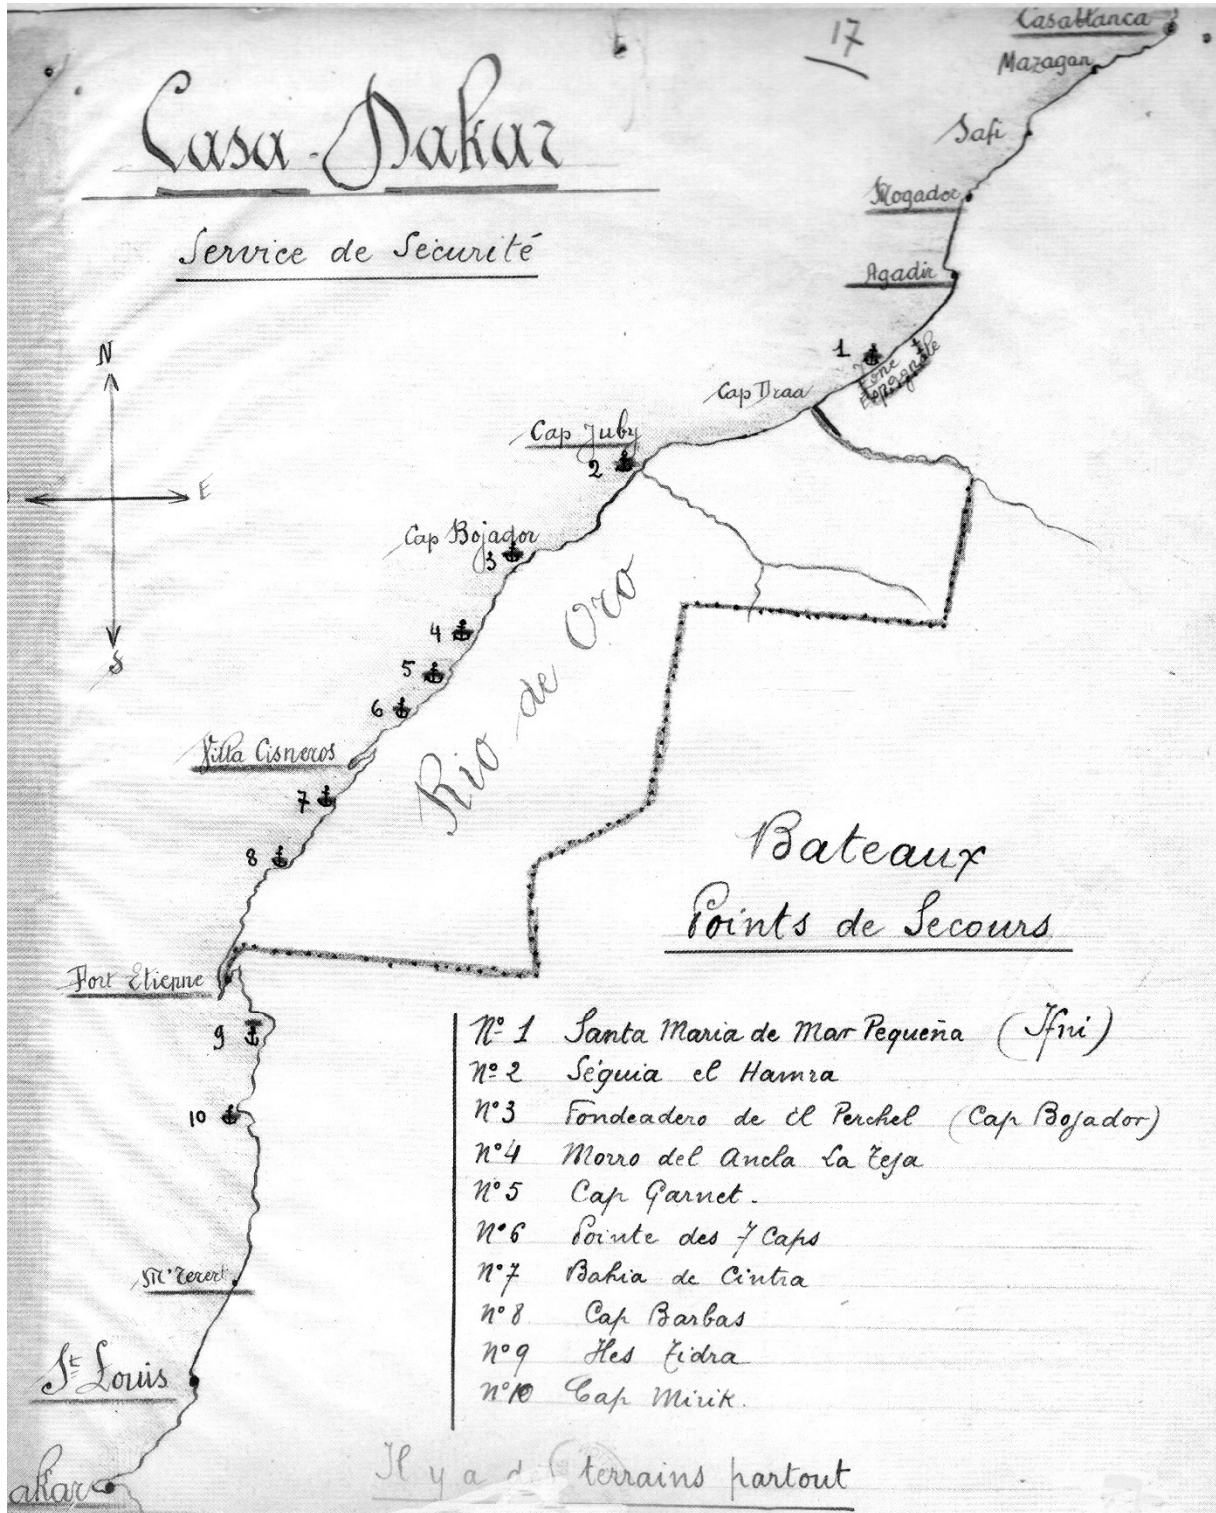 17
Casablanca
Mazagan
Casa-Dakar
Safi
Mogador
Service de Sécurité
Agadir
N
1
Zone Espagnole
Cap Draa
Cap Juby
2
E
Cap Bojador
3
Rio de Oro
4
S
5
6
Villa Cisneros
7
8
Bateaux
Points de Secours
Port Etienne
9
10
N° 1 Santa Maria de Mar Pequeña (Ifni)
N° 2 Séguia el Hamra
N° 3 Fondeadero de El Perchel (Cap Bojador)
N° 4 Morro del Ancla La Teja
N° 5 Cap Garnet.
N° 6 Pointe des 7 Caps
N° 7 Bahia de Cintra
N° 8 Cap Barbas
N° 9 Iles Tidra
N° 10 Cap Mirik.
St Louis
Il y a des terrains partout
akar